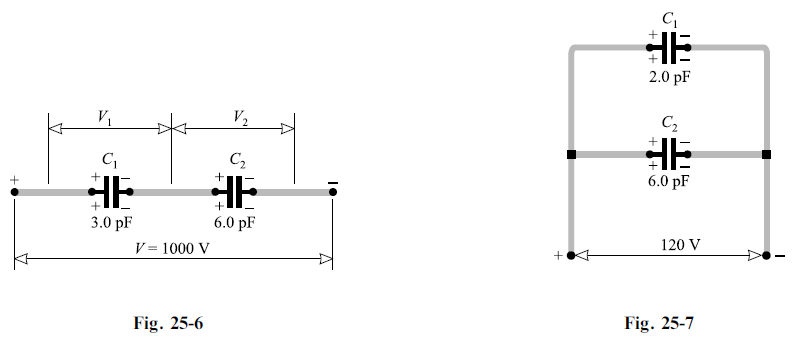 V₁ V₂
C₁ C₂
+ + − + − −
+ − + −
3.0 pF 6.0 pF
V = 1000 V
Fig. 25-6
C₁
+ −
+ −
2.0 pF
C₂
+ −
+ −
6.0 pF
120 V
+ −
Fig. 25-7